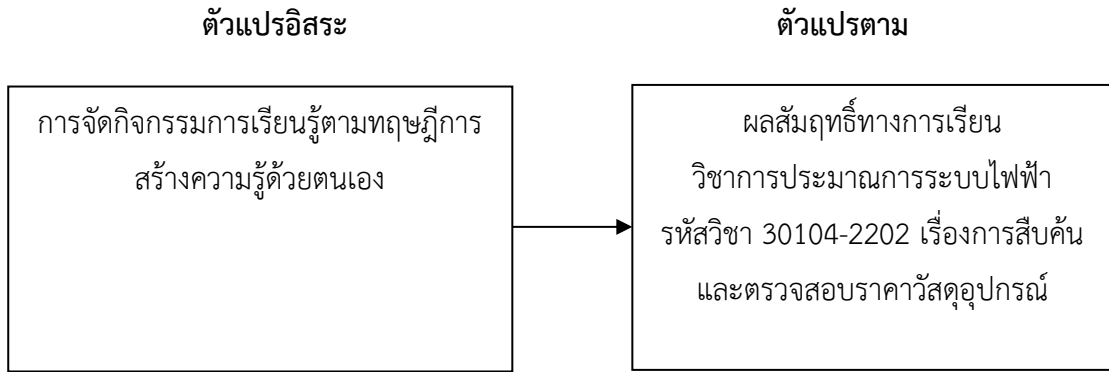 ตัวแปรอิสระ
ตัวแปรตาม
การจัดกิจกรรมการเรียนรู้ตามทฤษฎีการ
สร้างความรู้ด้วยตนเอง
ผลสัมฤทธิ์ทางการเรียน
วิชาการประมาณการระบบไฟฟ้า
รหัสวิชา 30104-2202 เรื่องการสืบค้น
และตรวจสอบราคาวัสดุอุปกรณ์